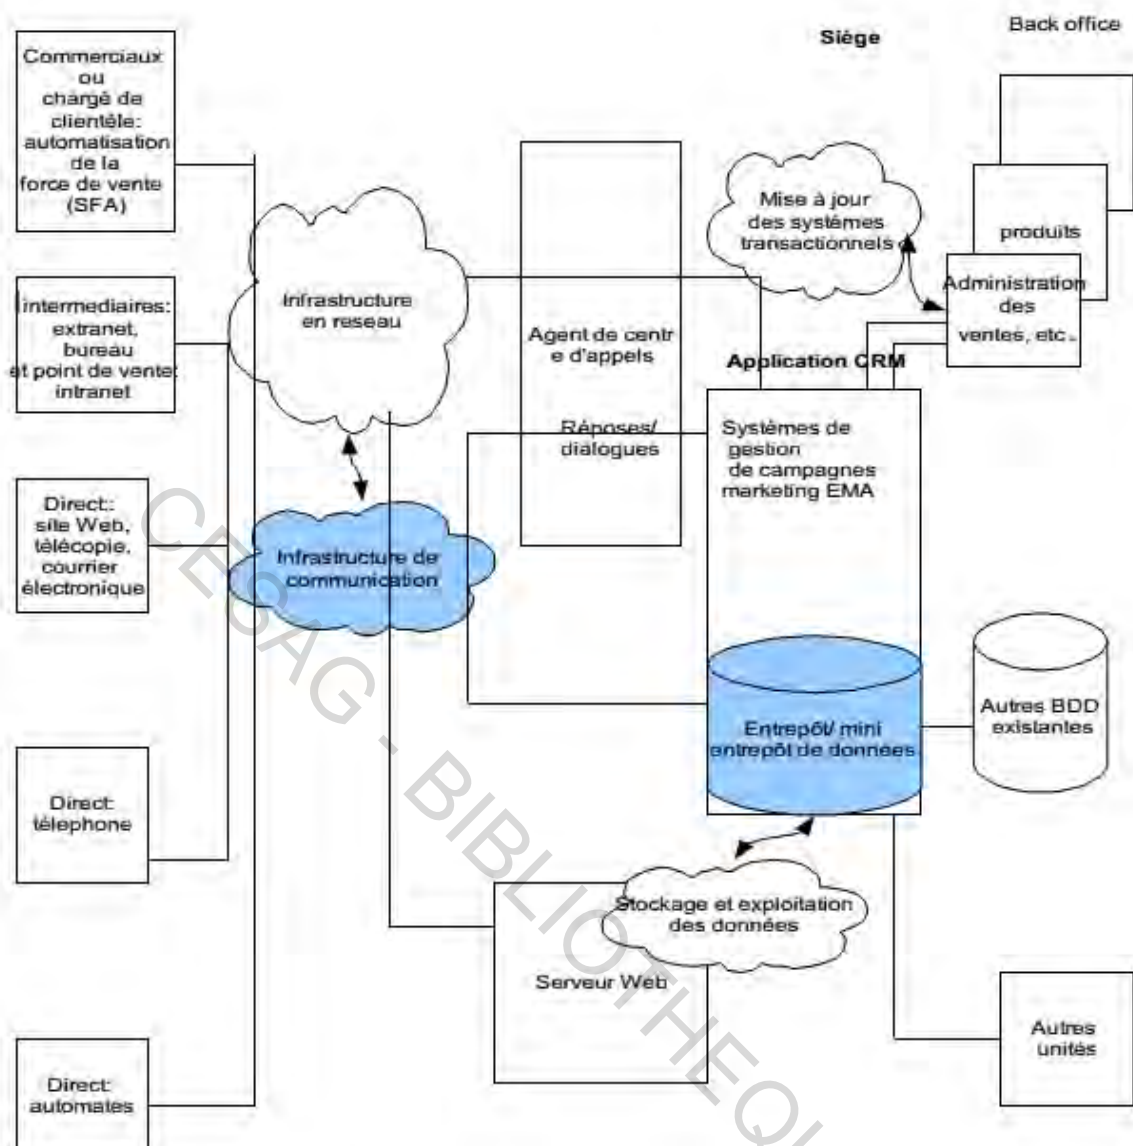 Siège
Back office
Commerciaux
ou
chargé de
clientèle:
automatisation
de la
force de vente
(SFA)
Mise à jour
des systèmes
transactionnels
produits
Administration
des
ventes, etc.
Infrastructure
en reseau
Intermediaires:
extranet,
bureau
et point de vente:
intranet
Agent de centr
e d'appels
Réposes/
dialogues
Application CRM
Systèmes de
gestion
de campagnes
marketing EMA
Direct::
site Web,
télécopie,
courrier
électronique
Infrastructure de
communication
Entrepôt/ mini
entrepôt de données
Autres BDD
existantes
Direct:
télephone
Stockage et exploitation
des données
Serveur Web
Autres
unités
Direct:
automates
CESAG - BIBLIOTHEQU